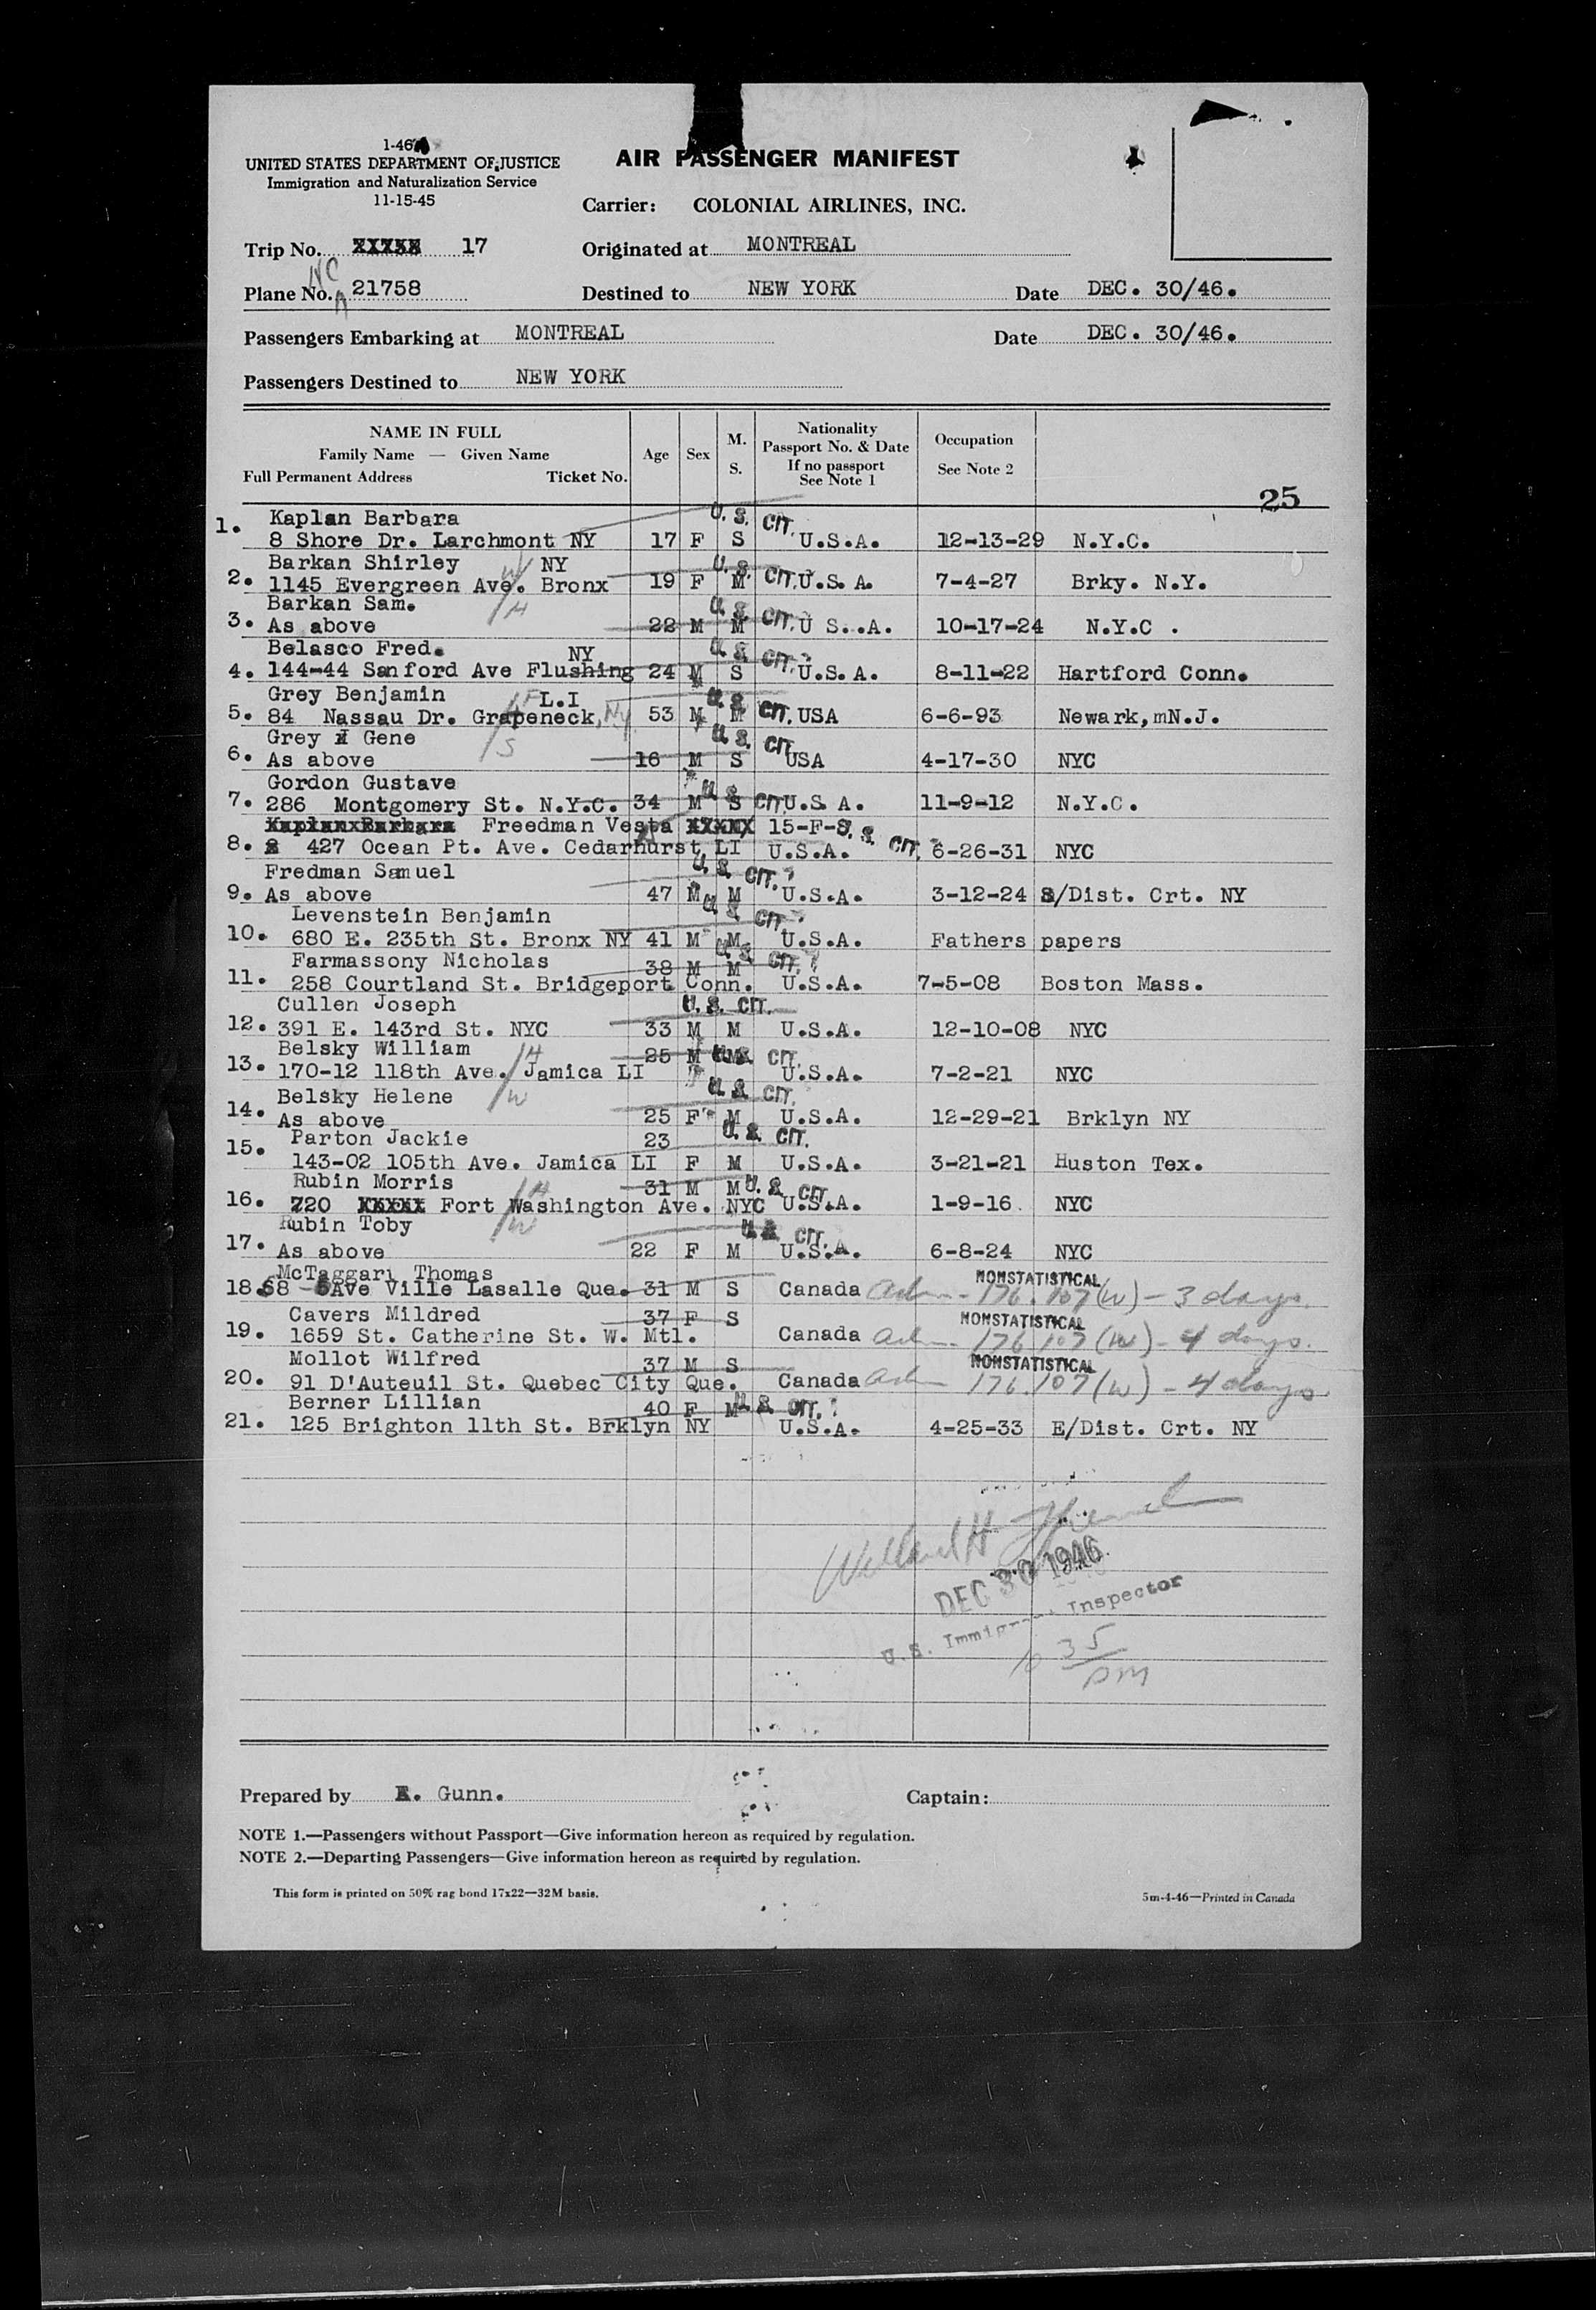 1-46
UNITED STATES DEPARTMENT OF JUSTICE
Immigration and Naturalization Service
11-15-45
AIR PASSENGER MANIFEST
Carrier: COLONIAL AIRLINES, INC.
Trip No. 17
Originated at MONTREAL
NC
Plane No. 21758
Destined to NEW YORK Date DEC. 30/46.
Passengers Embarking at MONTREAL Date DEC. 30/46.
Passengers Destined to NEW YORK
NAME IN FULL
Family Name — Given Name
Full Permanent Address Ticket No.
Age Sex M. S.
Nationality
Passport No. & Date
If no passport
See Note 1
Occupation
See Note 2
25
Kaplan Barbara U. S. CIT.
1. 8 Shore Dr. Larchmont NY 17 F S U.S.A. 12-13-29 N.Y.C.
Barkan Shirley W NY U. S. CIT.
2. 1145 Evergreen Ave. Bronx 19 F M U.S. A. 7-4-27 Brky. N.Y.
Barkan Sam. H U. S. CIT.
3. As above 22 M M U S..A. 10-17-24 N.Y.C .
Belasco Fred. NY U. S. CIT.
4. 144-44 Sanford Ave Flushing 24 M S U.S.A. 8-11-22 Hartford Conn.
Grey Benjamin F L.I U. S. CIT.
5. 84 Nassau Dr. Grapeneck, NY 53 M M USA 6-6-93 Newark,mN.J.
Grey I Gene S U. S. CIT.
6. As above 16 M S USA 4-17-30 NYC
Gordon Gustave U. S. CIT.
7. 286 Montgomery St. N.Y.C. 34 M S U.S. A. 11-9-12 N.Y.C.
KaplanxBarbara Freedman Vesta XXXXX 15-F-S U. S. CIT.
8. 427 Ocean Pt. Ave. Cedarhurst LI U.S.A. 6-26-31 NYC
Fredman Samuel U. S. CIT.
9. As above 47 M M U.S.A. 3-12-24 S/Dist. Crt. NY
Levenstein Benjamin U. S. CIT.
10. 680 E. 235th St. Bronx NY 41 M M U.S.A. Fathers papers
Farmassony Nicholas 38 M M U. S. CIT.
11. 258 Courtland St. Bridgeport Conn. U.S.A. 7-5-08 Boston Mass.
Cullen Joseph U. S. CIT.
12. 391 E. 143rd St. NYC 33 M M U.S.A. 12-10-08 NYC
Belsky William H 25 M M U. S. CIT.
13. 170-12 118th Ave. Jamica LI U.S.A. 7-2-21 NYC
Belsky Helene W U. S. CIT.
14. As above 25 F M U.S.A. 12-29-21 Brklyn NY
Parton Jackie 23 U. S. CIT.
15. 143-02 105th Ave. Jamica LI F M U.S.A. 3-21-21 Huston Tex.
Rubin Morris H 31 M M U. S. CIT.
16. 720 XXXXX Fort Washington Ave. NYC U.S.A. 1-9-16 NYC
Rubin Toby W U. S. CIT.
17. As above 22 F M U.S.A. 6-8-24 NYC
McTaggart Thomas NONSTATISTICAL
18. 58 - 5Ave Ville Lasalle Que. 31 M S Canada Adm - 176.107(W) - 3 days.
Cavers Mildred 37 F S NONSTATISTICAL
19. 1659 St. Catherine St. W. Mtl. Canada Adm 176.107(W) - 4 days.
Mollot Wilfred 37 M S NONSTATISTICAL
20. 91 D'Auteuil St. Quebec City Que. Canada Adm 176.107(W) - 4 days.
Berner Lillian 40 F M U. S. CIT.
21. 125 Brighton 11th St. Brklyn NY U.S.A. 4-25-33 E/Dist. Crt. NY
DEC 30 1946
U.S. Immigrant Inspector
10 35
pm
Prepared by Gunn. Captain:
NOTE 1.—Passengers without Passport—Give information hereon as required by regulation.
NOTE 2.—Departing Passengers—Give information hereon as required by regulation.
This form is printed on 50% rag bond 17x22—32M basis. 5m-4-46—Printed in Canada